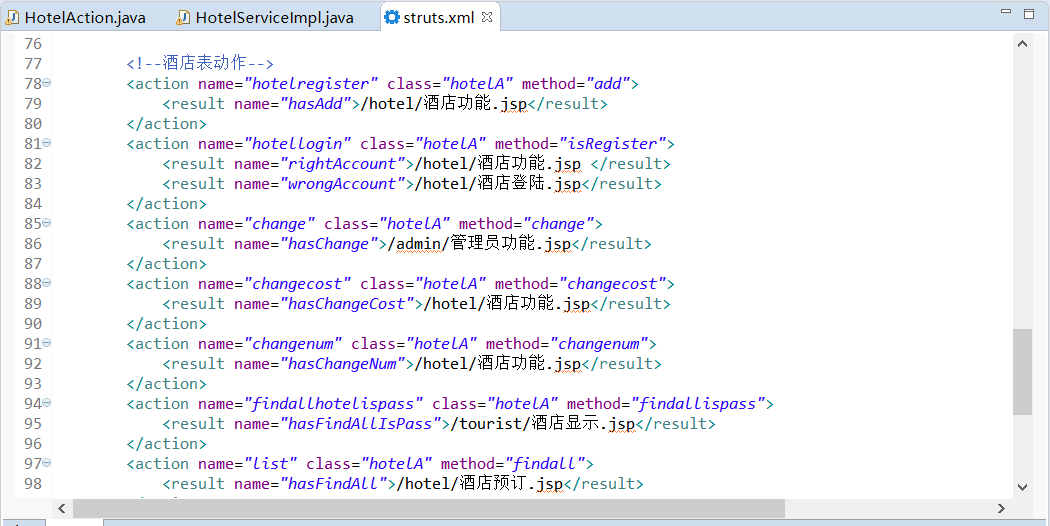 HotelAction.java HotelServiceImpl.java struts.xml
76
77 <!--酒店表动作-->
78 <action name="hotelregister" class="hotelA" method="add">
79 <result name="hasAdd">/hotel/酒店功能.jsp</result>
80 </action>
81 <action name="hotellogin" class="hotelA" method="isRegister">
82 <result name="rightAccount">/hotel/酒店功能.jsp </result>
83 <result name="wrongAccount">/hotel/酒店登陆.jsp</result>
84 </action>
85 <action name="change" class="hotelA" method="change">
86 <result name="hasChange">/admin/管理员功能.jsp</result>
87 </action>
88 <action name="changecost" class="hotelA" method="changecost">
89 <result name="hasChangeCost">/hotel/酒店功能.jsp</result>
90 </action>
91 <action name="changenum" class="hotelA" method="changenum">
92 <result name="hasChangeNum">/hotel/酒店功能.jsp</result>
93 </action>
94 <action name="findallhotelispass" class="hotelA" method="findallispass">
95 <result name="hasFindAllIsPass">/tourist/酒店显示.jsp</result>
96 </action>
97 <action name="list" class="hotelA" method="findall">
98 <result name="hasFindAll">/hotel/酒店预订.jsp</result>